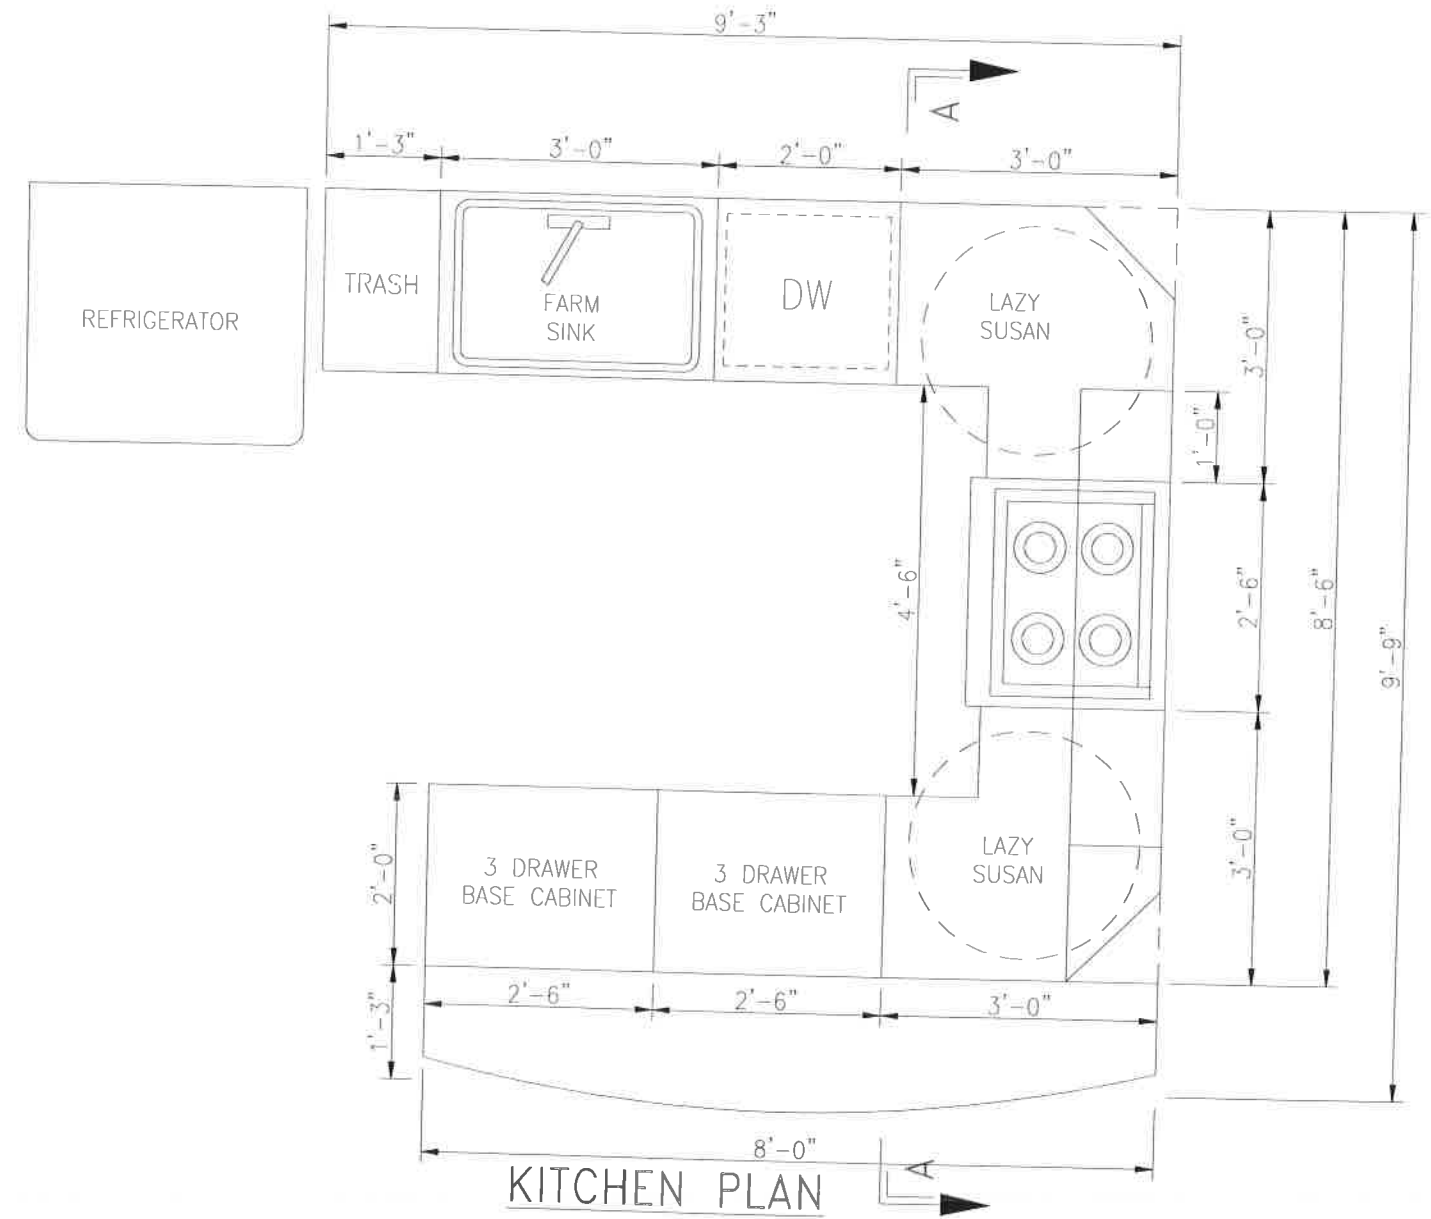 9'-3"
A
1'-3"
3'-0"
2'-0"
3'-0"
REFRIGERATOR
TRASH
FARM
SINK
DW
LAZY
SUSAN
3'-0"
1'-0"
4'-6"
2'-6"
8'-6"
9'-9"
2'-0"
3 DRAWER
BASE CABINET
3 DRAWER
BASE CABINET
LAZY
SUSAN
3'-0"
1'-3"
2'-6"
2'-6"
3'-0"
8'-0"
A
KITCHEN PLAN